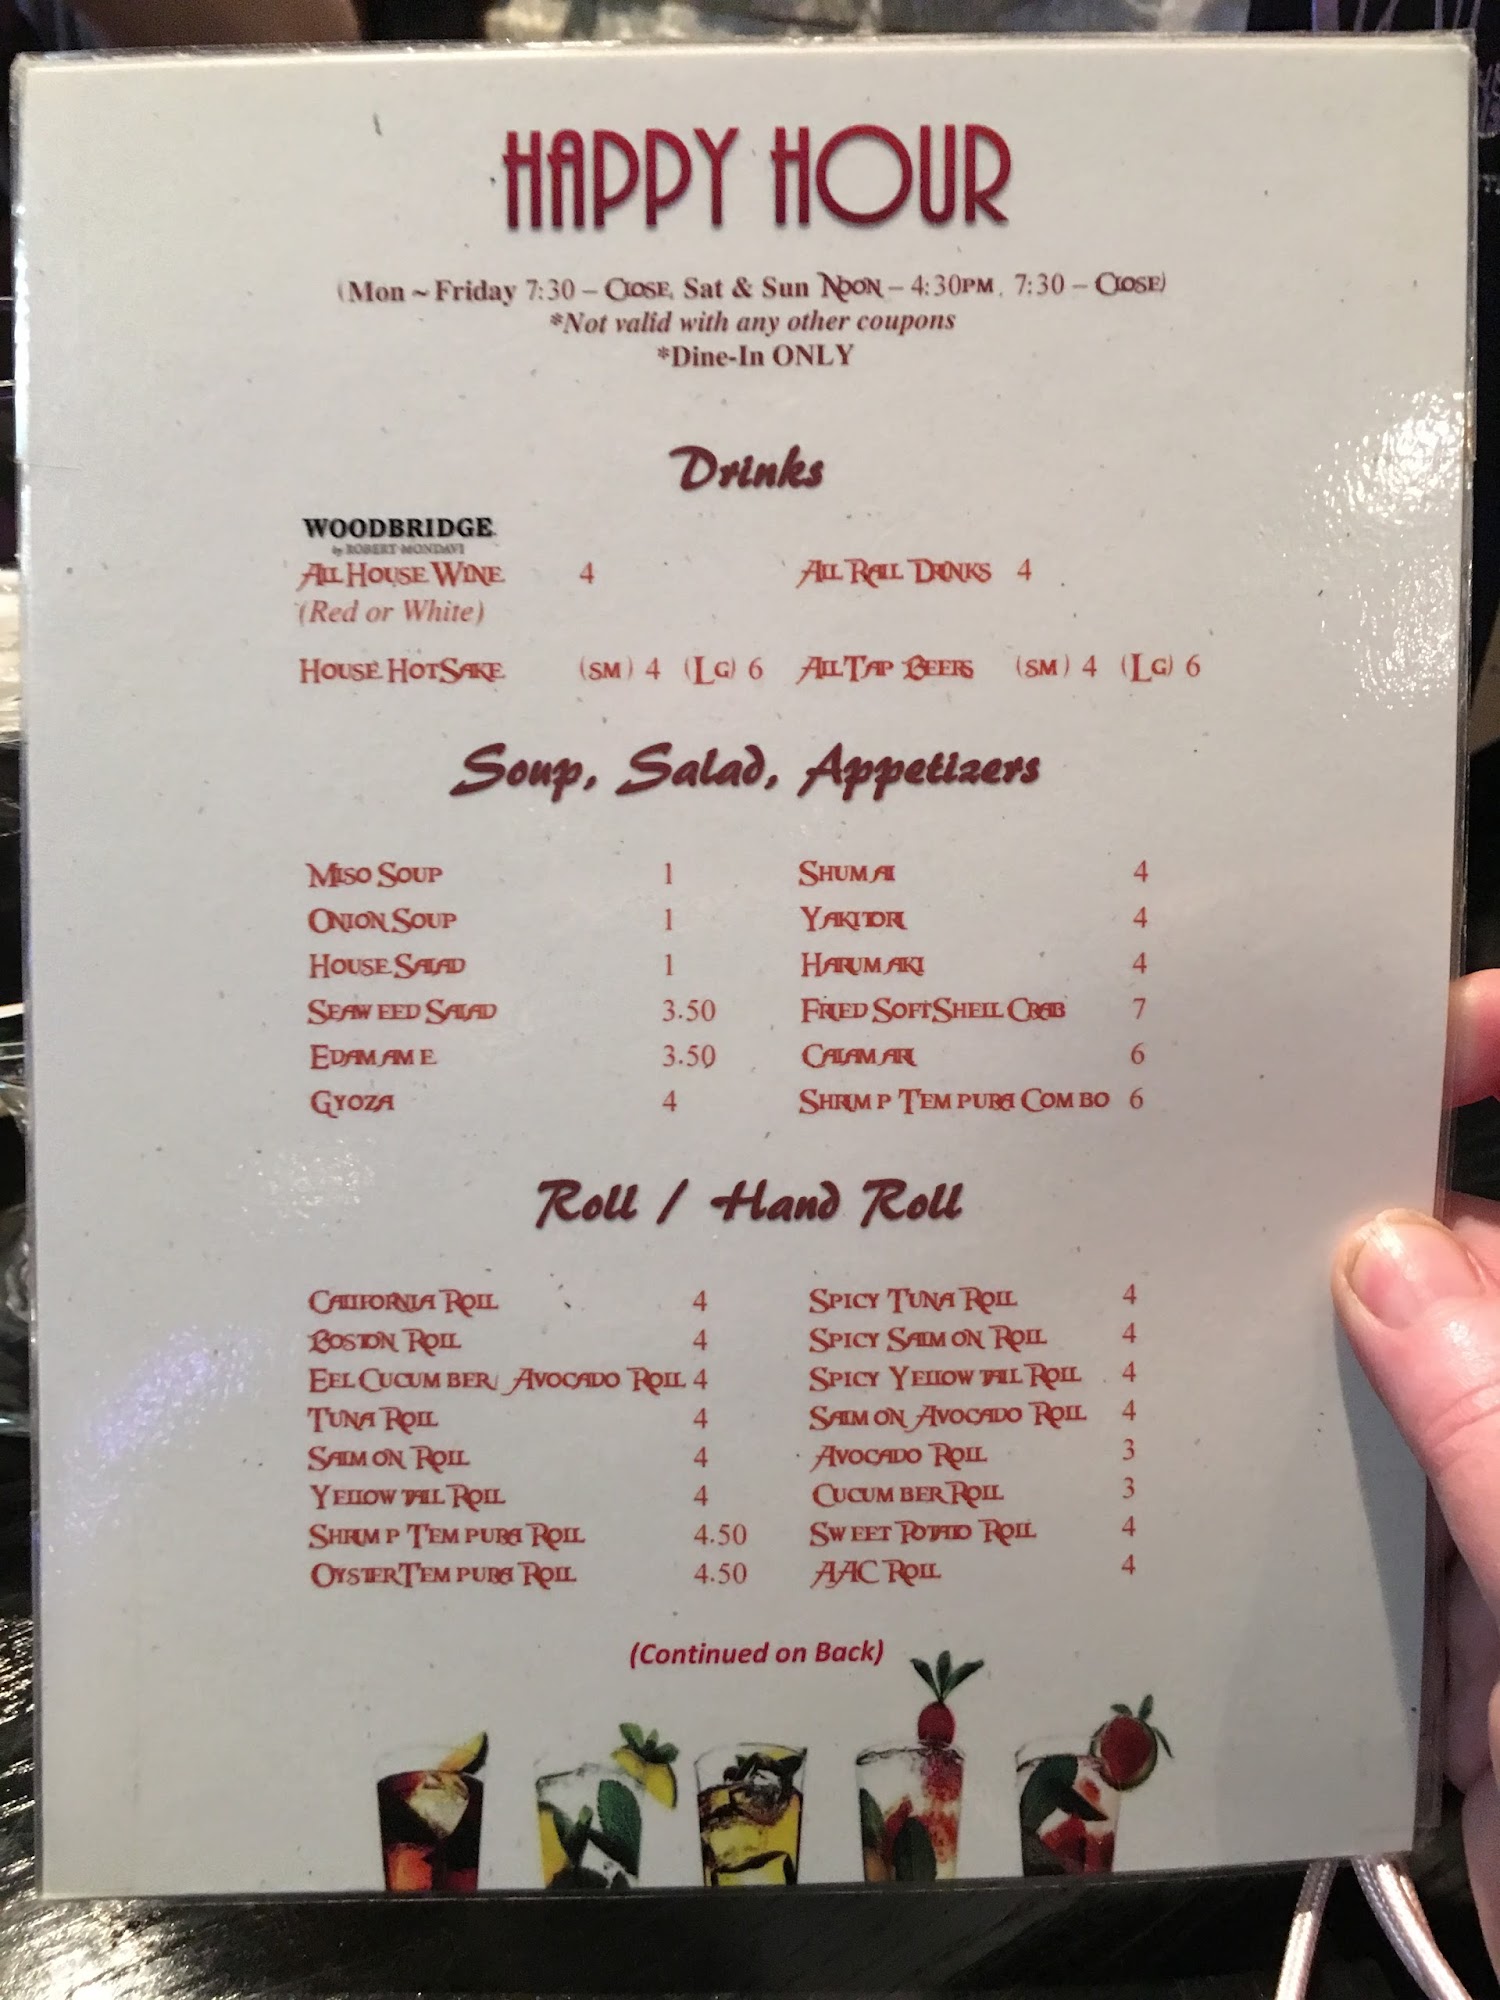 HAPPY HOUR
(Mon ~ Friday 7:30 – Close, Sat & Sun Noon – 4:30pm, 7:30 – Close)
*Not valid with any other coupons
*Dine-In ONLY
Drinks
WOODBRIDGE
by ROBERT MONDAVI
All House Wine 4 All Rail Drinks 4
(Red or White)
House Hot Sake (sm) 4 (Lg) 6 All Tap Beers (sm) 4 (Lg) 6
Soup, Salad, Appetizers
Miso Soup 1 Shumai 4
Onion Soup 1 Yakitori 4
House Salad 1 Harumaki 4
Seaweed Salad 3.50 Fried Soft Shell Crab 7
Edamame 3.50 Calamari 6
Gyoza 4 Shrimp Tempura Combo 6
Roll / Hand Roll
California Roll 4 Spicy Tuna Roll 4
Boston Roll 4 Spicy Salmon Roll 4
Eel Cucumber/ Avocado Roll 4 Spicy Yellowtail Roll 4
Tuna Roll 4 Salmon Avocado Roll 4
Salmon Roll 4 Avocado Roll 3
Yellowtail Roll 4 Cucumber Roll 3
Shrimp Tempura Roll 4.50 Sweet Potato Roll 4
Oyster Tempura Roll 4.50 AAC Roll 4
(Continued on Back)